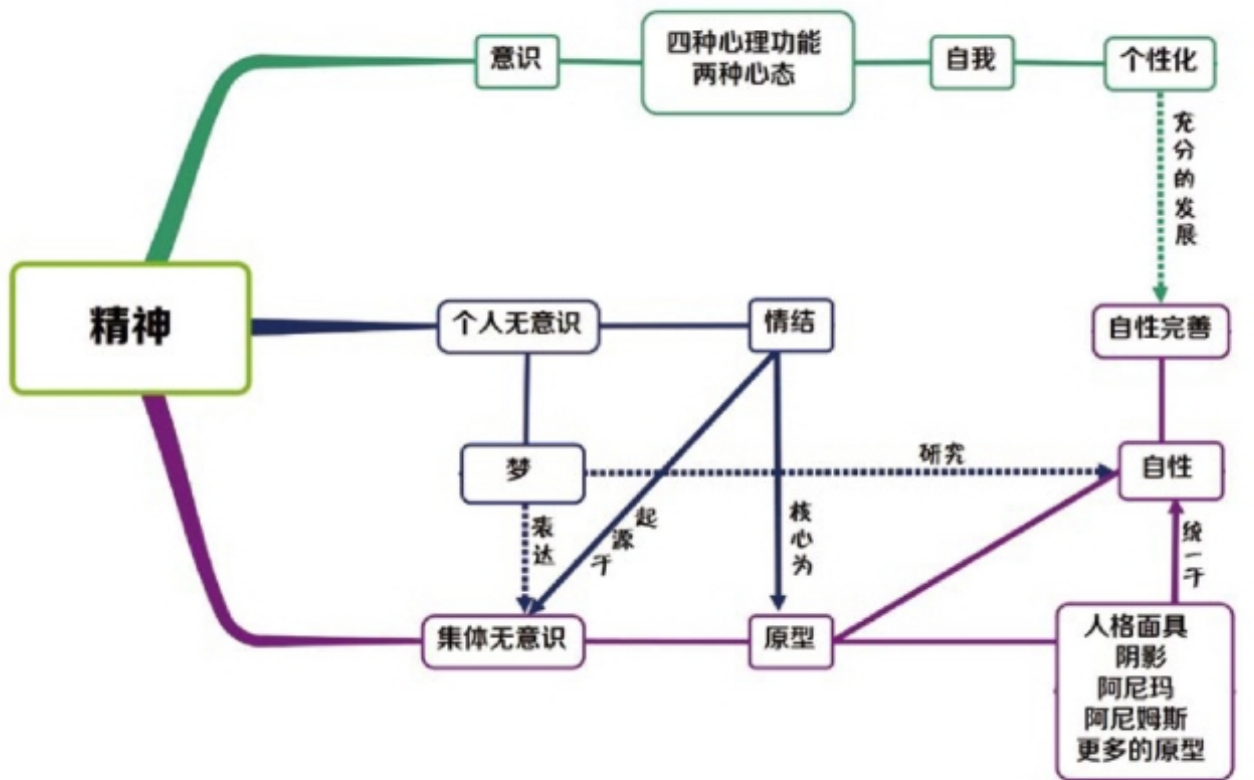 意识
四种心理功能
两种心态
自我
个性化
充分的发展
精神
个人无意识
情结
自性完善
梦
研究
自性
表达
起源于
核心为
统一于
集体无意识
原型
人格面具
阴影
阿尼玛
阿尼姆斯
更多的原型